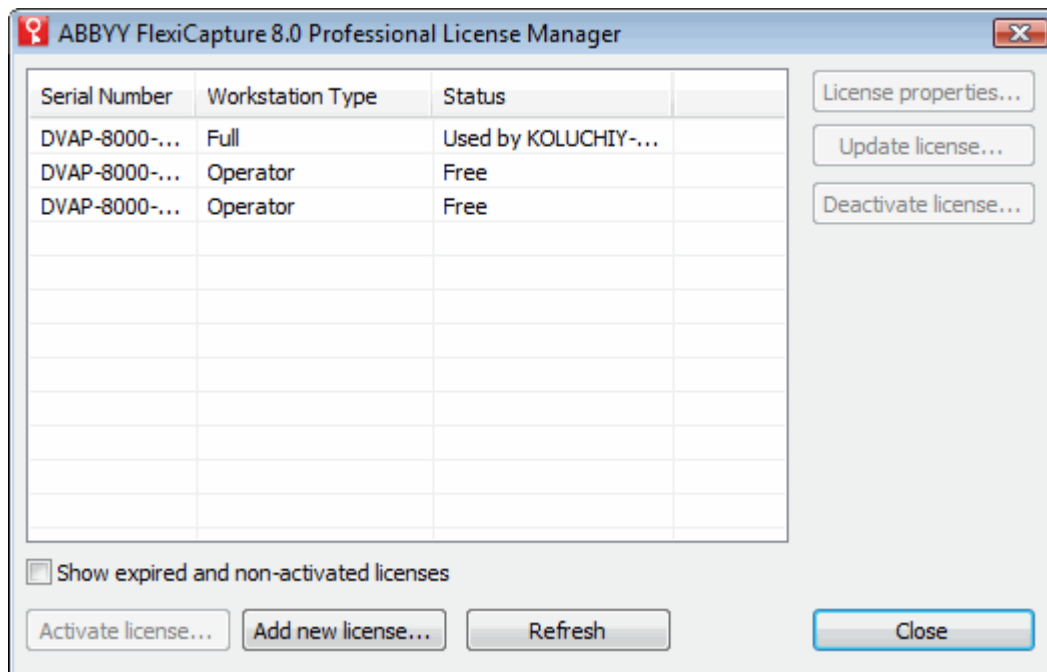 ABBYY FlexiCapture 8.0 Professional License Manager
Serial Number Workstation Type Status
DVAP-8000-... Full Used by KOLUCHIY-...
DVAP-8000-... Operator Free
DVAP-8000-... Operator Free
License properties...
Update license...
Deactivate license...
Show expired and non-activated licenses
Activate license... Add new license... Refresh Close